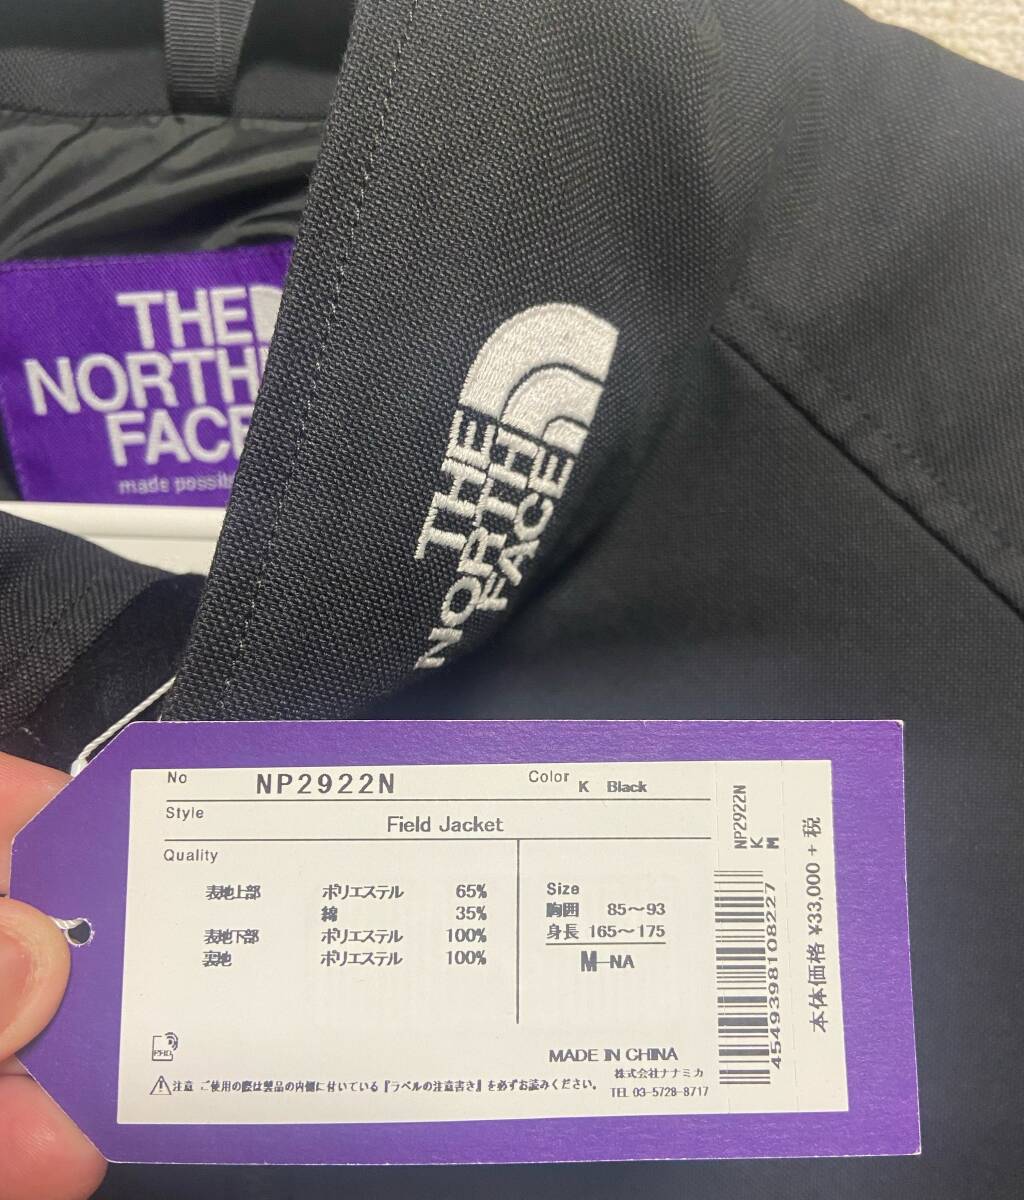 THE
NORTH
FACE
made possib
THE
NORTH
FACE
No NP2922N Color K Black
Style Field Jacket
Quality
表地上部 ポリエステル 65%
綿 35%
表地下部 ポリエステル 100%
裏地 ポリエステル 100%
Size
胸囲 85〜93
身長 165〜175
M-NA
MADE IN CHINA
株式会社ナナミカ
TEL 03-5728-8717
注意 ご使用の際は製品の内側に付いている『ラベルの注意書き』を必ずお読みください。
NP2922N
K
M
4549398108227
本体価格 ¥33,000 + 税